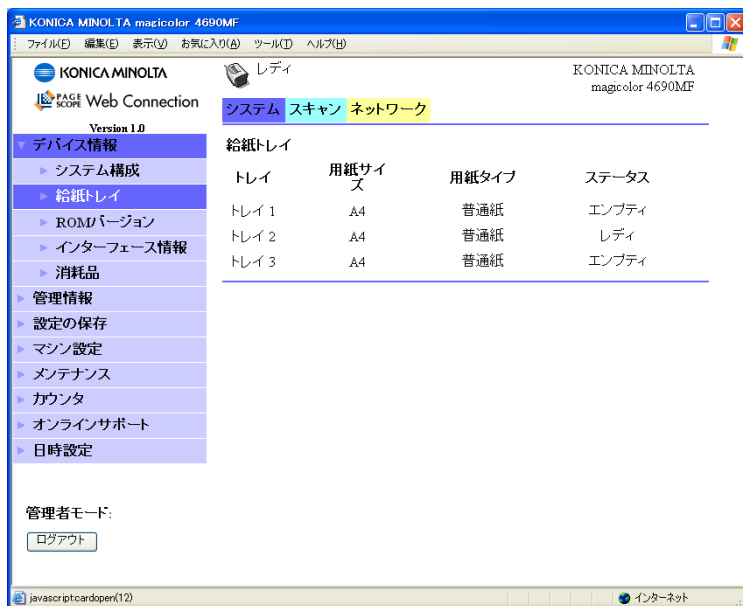 KONICA MINOLTA magicolor 4690MF
ファイル(F) 編集(E) 表示(V) お気に入り(A) ツール(T) ヘルプ(H)
KONICA MINOLTA
PAGE SCOPE Web Connection
Version 1.0
レディ
KONICA MINOLTA
magicolor 4690MF
システム スキャン ネットワーク
デバイス情報
システム構成
給紙トレイ
ROMバージョン
インターフェース情報
消耗品
管理情報
設定の保存
マシン設定
メンテナンス
カウンタ
オンラインサポート
日時設定
管理者モード:
ログアウト
給紙トレイ
トレイ 用紙サイズ 用紙タイプ ステータス
トレイ 1 A4 普通紙 エンプティ
トレイ 2 A4 普通紙 レディ
トレイ 3 A4 普通紙 エンプティ
javascript:cardopen(12) インターネット